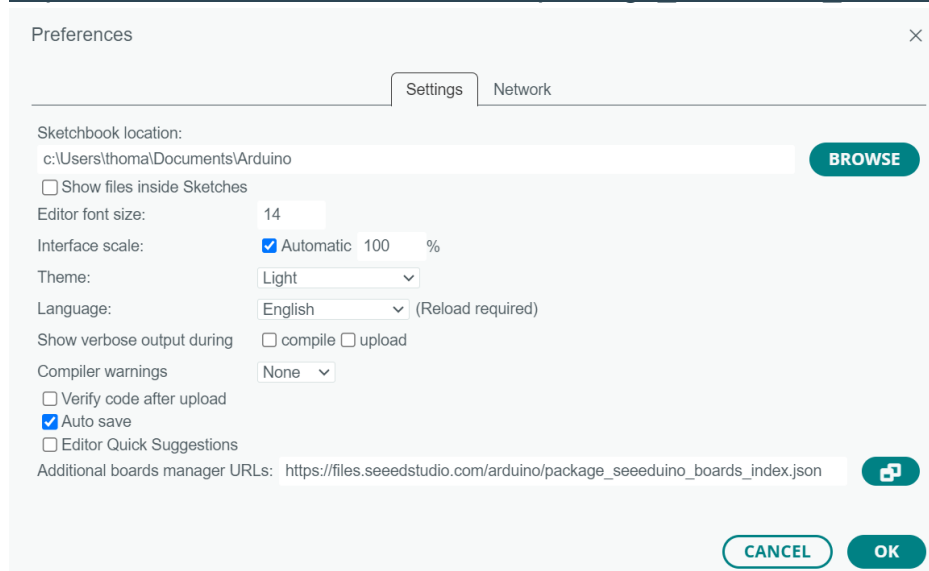 Preferences
Settings Network
Sketchbook location:
c:\Users\thoma\Documents\Arduino BROWSE
Show files inside Sketches
Editor font size: 14
Interface scale: Automatic 100 %
Theme: Light
Language: English (Reload required)
Show verbose output during compile upload
Compiler warnings None
Verify code after upload
Auto save
Editor Quick Suggestions
Additional boards manager URLs: https://files.seeedstudio.com/arduino/package_seeeduino_boards_index.json
CANCEL OK